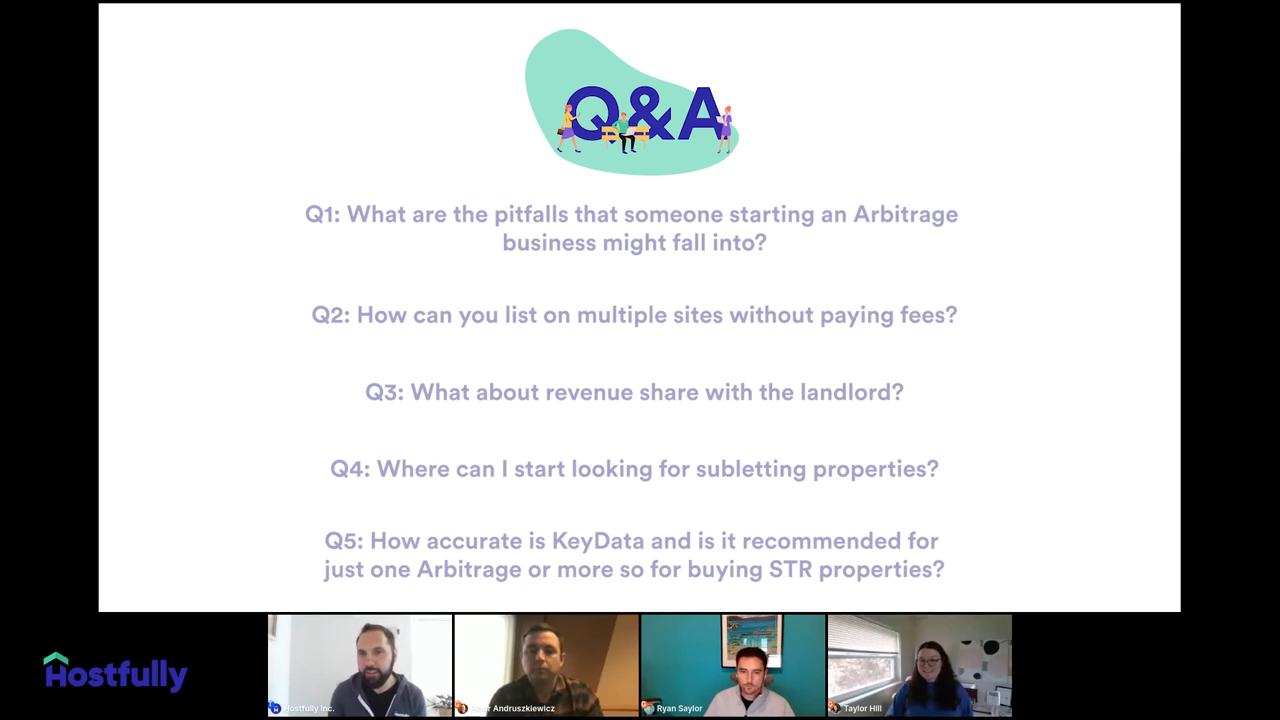 Q&A
Q1: What are the pitfalls that someone starting an Arbitrage
business might fall into?
Q2: How can you list on multiple sites without paying fees?
Q3: What about revenue share with the landlord?
Q4: Where can I start looking for subletting properties?
Q5: How accurate is KeyData and is it recommended for
just one Arbitrage or more so for buying STR properties?
Hostfully
Hostfully Inc.
Andruszkiewicz
Ryan Saylor
Taylor Hill